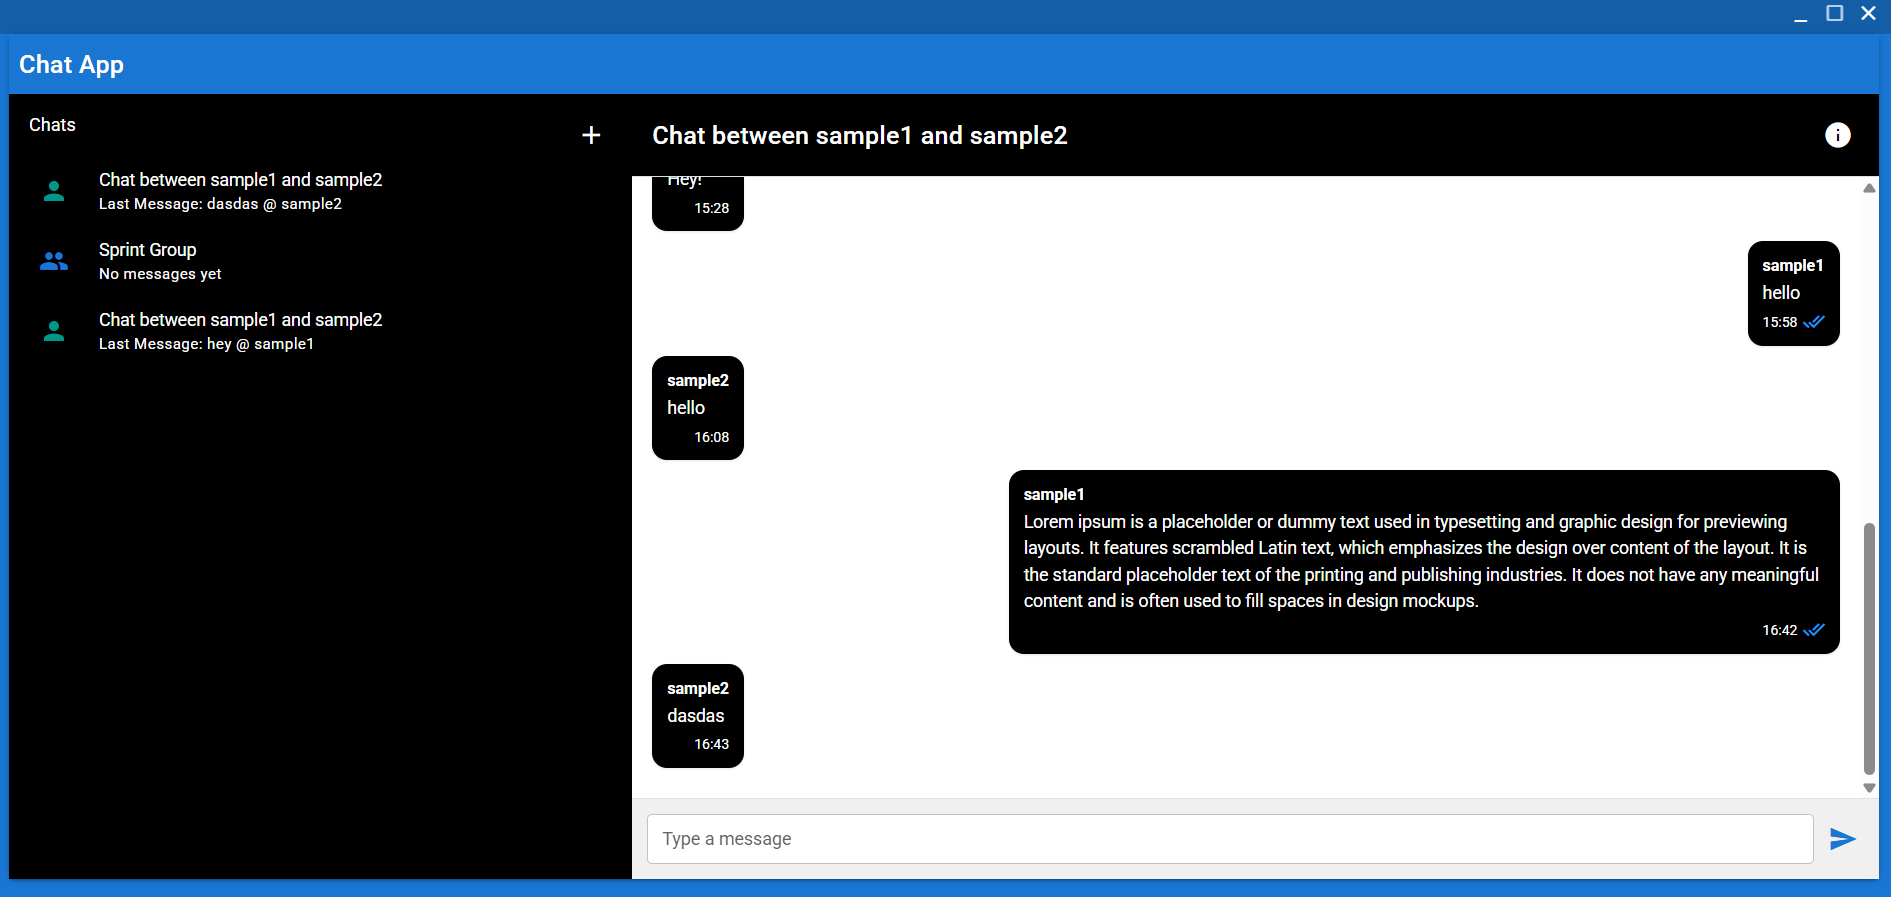 Chat App
Chats
Chat between sample1 and sample2
Last Message: dasdas @ sample2
Sprint Group
No messages yet
Chat between sample1 and sample2
Last Message: hey @ sample1
Chat between sample1 and sample2
Hey!
15:28
sample1
hello
15:58
sample2
hello
16:08
sample1
Lorem ipsum is a placeholder or dummy text used in typesetting and graphic design for previewing
layouts. It features scrambled Latin text, which emphasizes the design over content of the layout. It is
the standard placeholder text of the printing and publishing industries. It does not have any meaningful
content and is often used to fill spaces in design mockups.
16:42
sample2
dasdas
16:43
Type a message